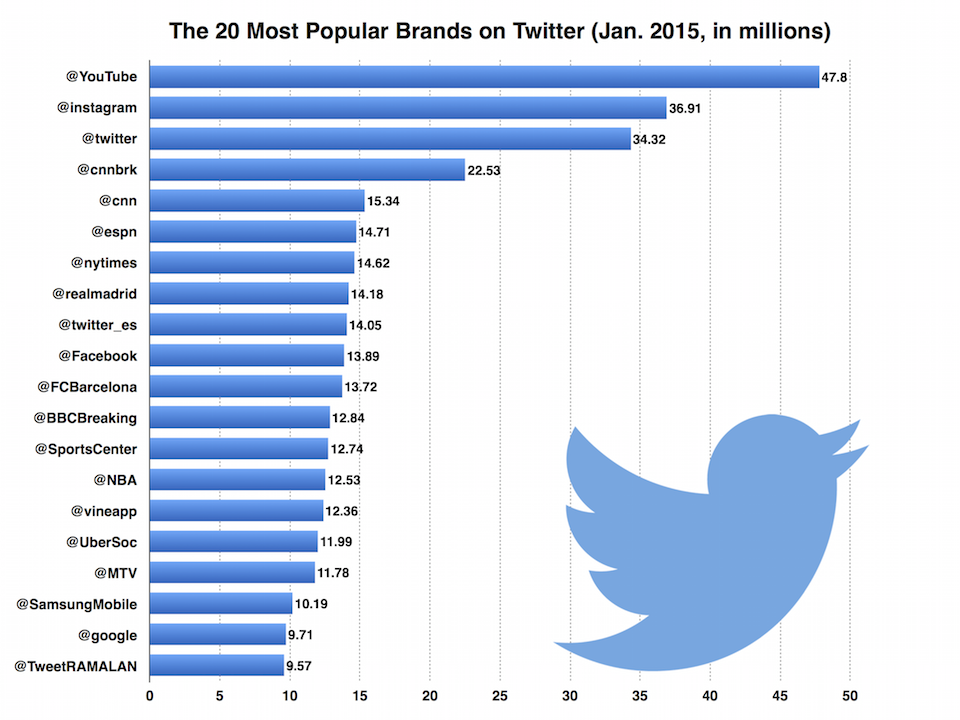 The 20 Most Popular Brands on Twitter (Jan. 2015, in millions)
@YouTube 47.8
@instagram 36.91
@twitter 34.32
@cnnbrk 22.53
@cnn 15.34
@espn 14.71
@nytimes 14.62
@realmadrid 14.18
@twitter_es 14.05
@Facebook 13.89
@FCBarcelona 13.72
@BBCBreaking 12.84
@SportsCenter 12.74
@NBA 12.53
@vineapp 12.36
@UberSoc 11.99
@MTV 11.78
@SamsungMobile 10.19
@google 9.71
@TweetRAMALAN 9.57
0 5 10 15 20 25 30 35 40 45 50